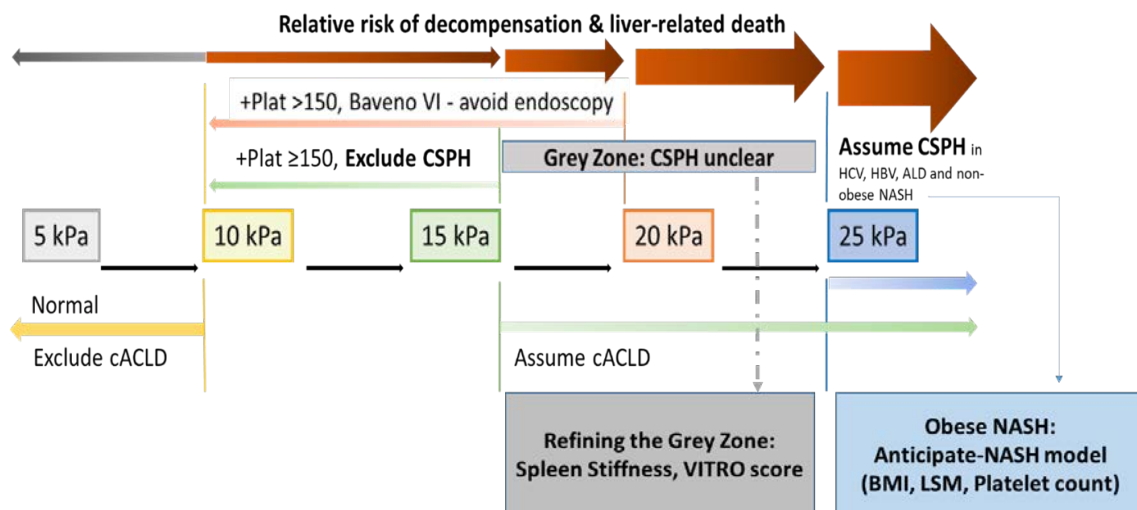 Relative risk of decompensation & liver-related death
+Plat >150, Baveno VI - avoid endoscopy
+Plat ≥150, Exclude CSPH
Grey Zone: CSPH unclear
Assume CSPH in
HCV, HBV, ALD and non-
obese NASH
5 kPa
10 kPa
15 kPa
20 kPa
25 kPa
Normal
Exclude cACLD
Assume cACLD
Refining the Grey Zone:
Spleen Stiffness, VITRO score
Obese NASH:
Anticipate-NASH model
(BMI, LSM, Platelet count)